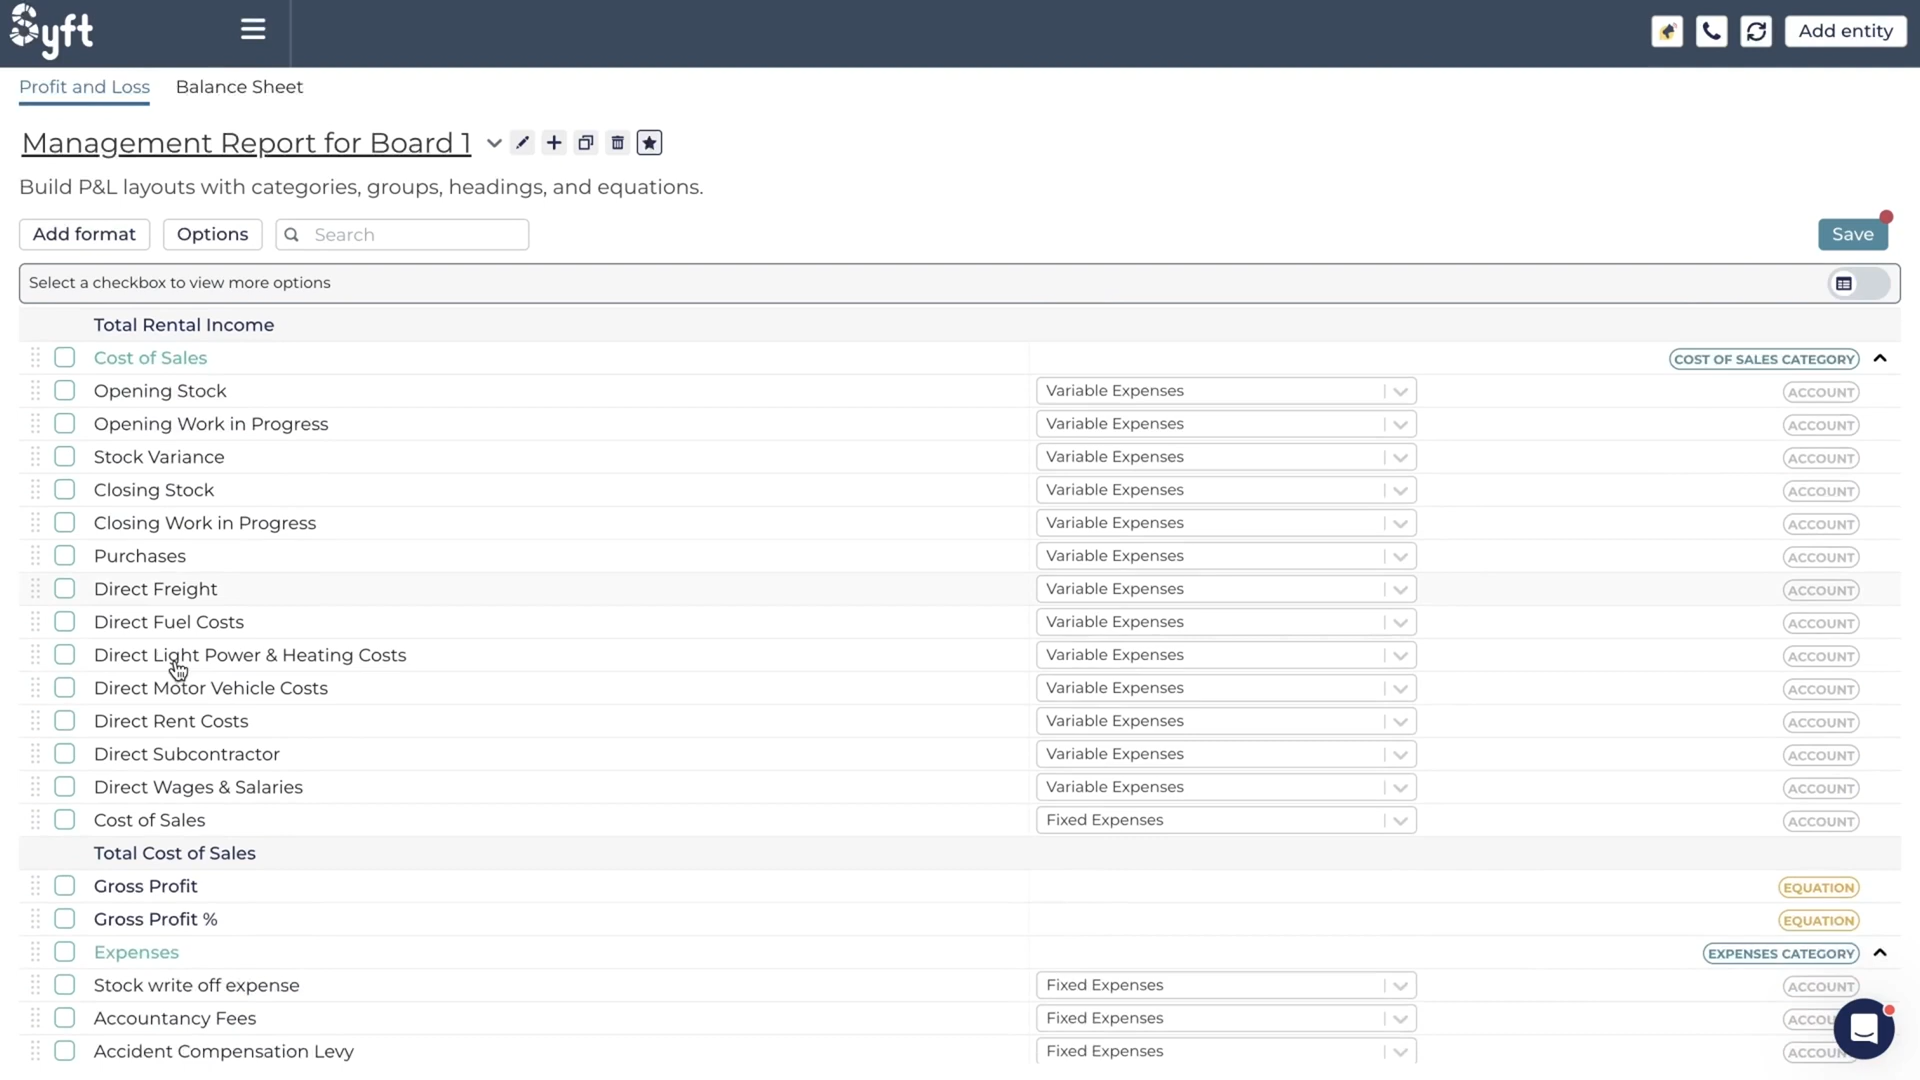 Syft
Add entity
Profit and Loss Balance Sheet
Management Report for Board 1
Build P&L layouts with categories, groups, headings, and equations.
Add format Options Search Save
Select a checkbox to view more options
Total Rental Income
Cost of Sales COST OF SALES CATEGORY
Opening Stock Variable Expenses ACCOUNT
Opening Work in Progress Variable Expenses ACCOUNT
Stock Variance Variable Expenses ACCOUNT
Closing Stock Variable Expenses ACCOUNT
Closing Work in Progress Variable Expenses ACCOUNT
Purchases Variable Expenses ACCOUNT
Direct Freight Variable Expenses ACCOUNT
Direct Fuel Costs Variable Expenses ACCOUNT
Direct Light Power & Heating Costs Variable Expenses ACCOUNT
Direct Motor Vehicle Costs Variable Expenses ACCOUNT
Direct Rent Costs Variable Expenses ACCOUNT
Direct Subcontractor Variable Expenses ACCOUNT
Direct Wages & Salaries Variable Expenses ACCOUNT
Cost of Sales Fixed Expenses ACCOUNT
Total Cost of Sales
Gross Profit EQUATION
Gross Profit % EQUATION
Expenses EXPENSES CATEGORY
Stock write off expense Fixed Expenses ACCOUNT
Accountancy Fees Fixed Expenses
Accident Compensation Levy Fixed Expenses